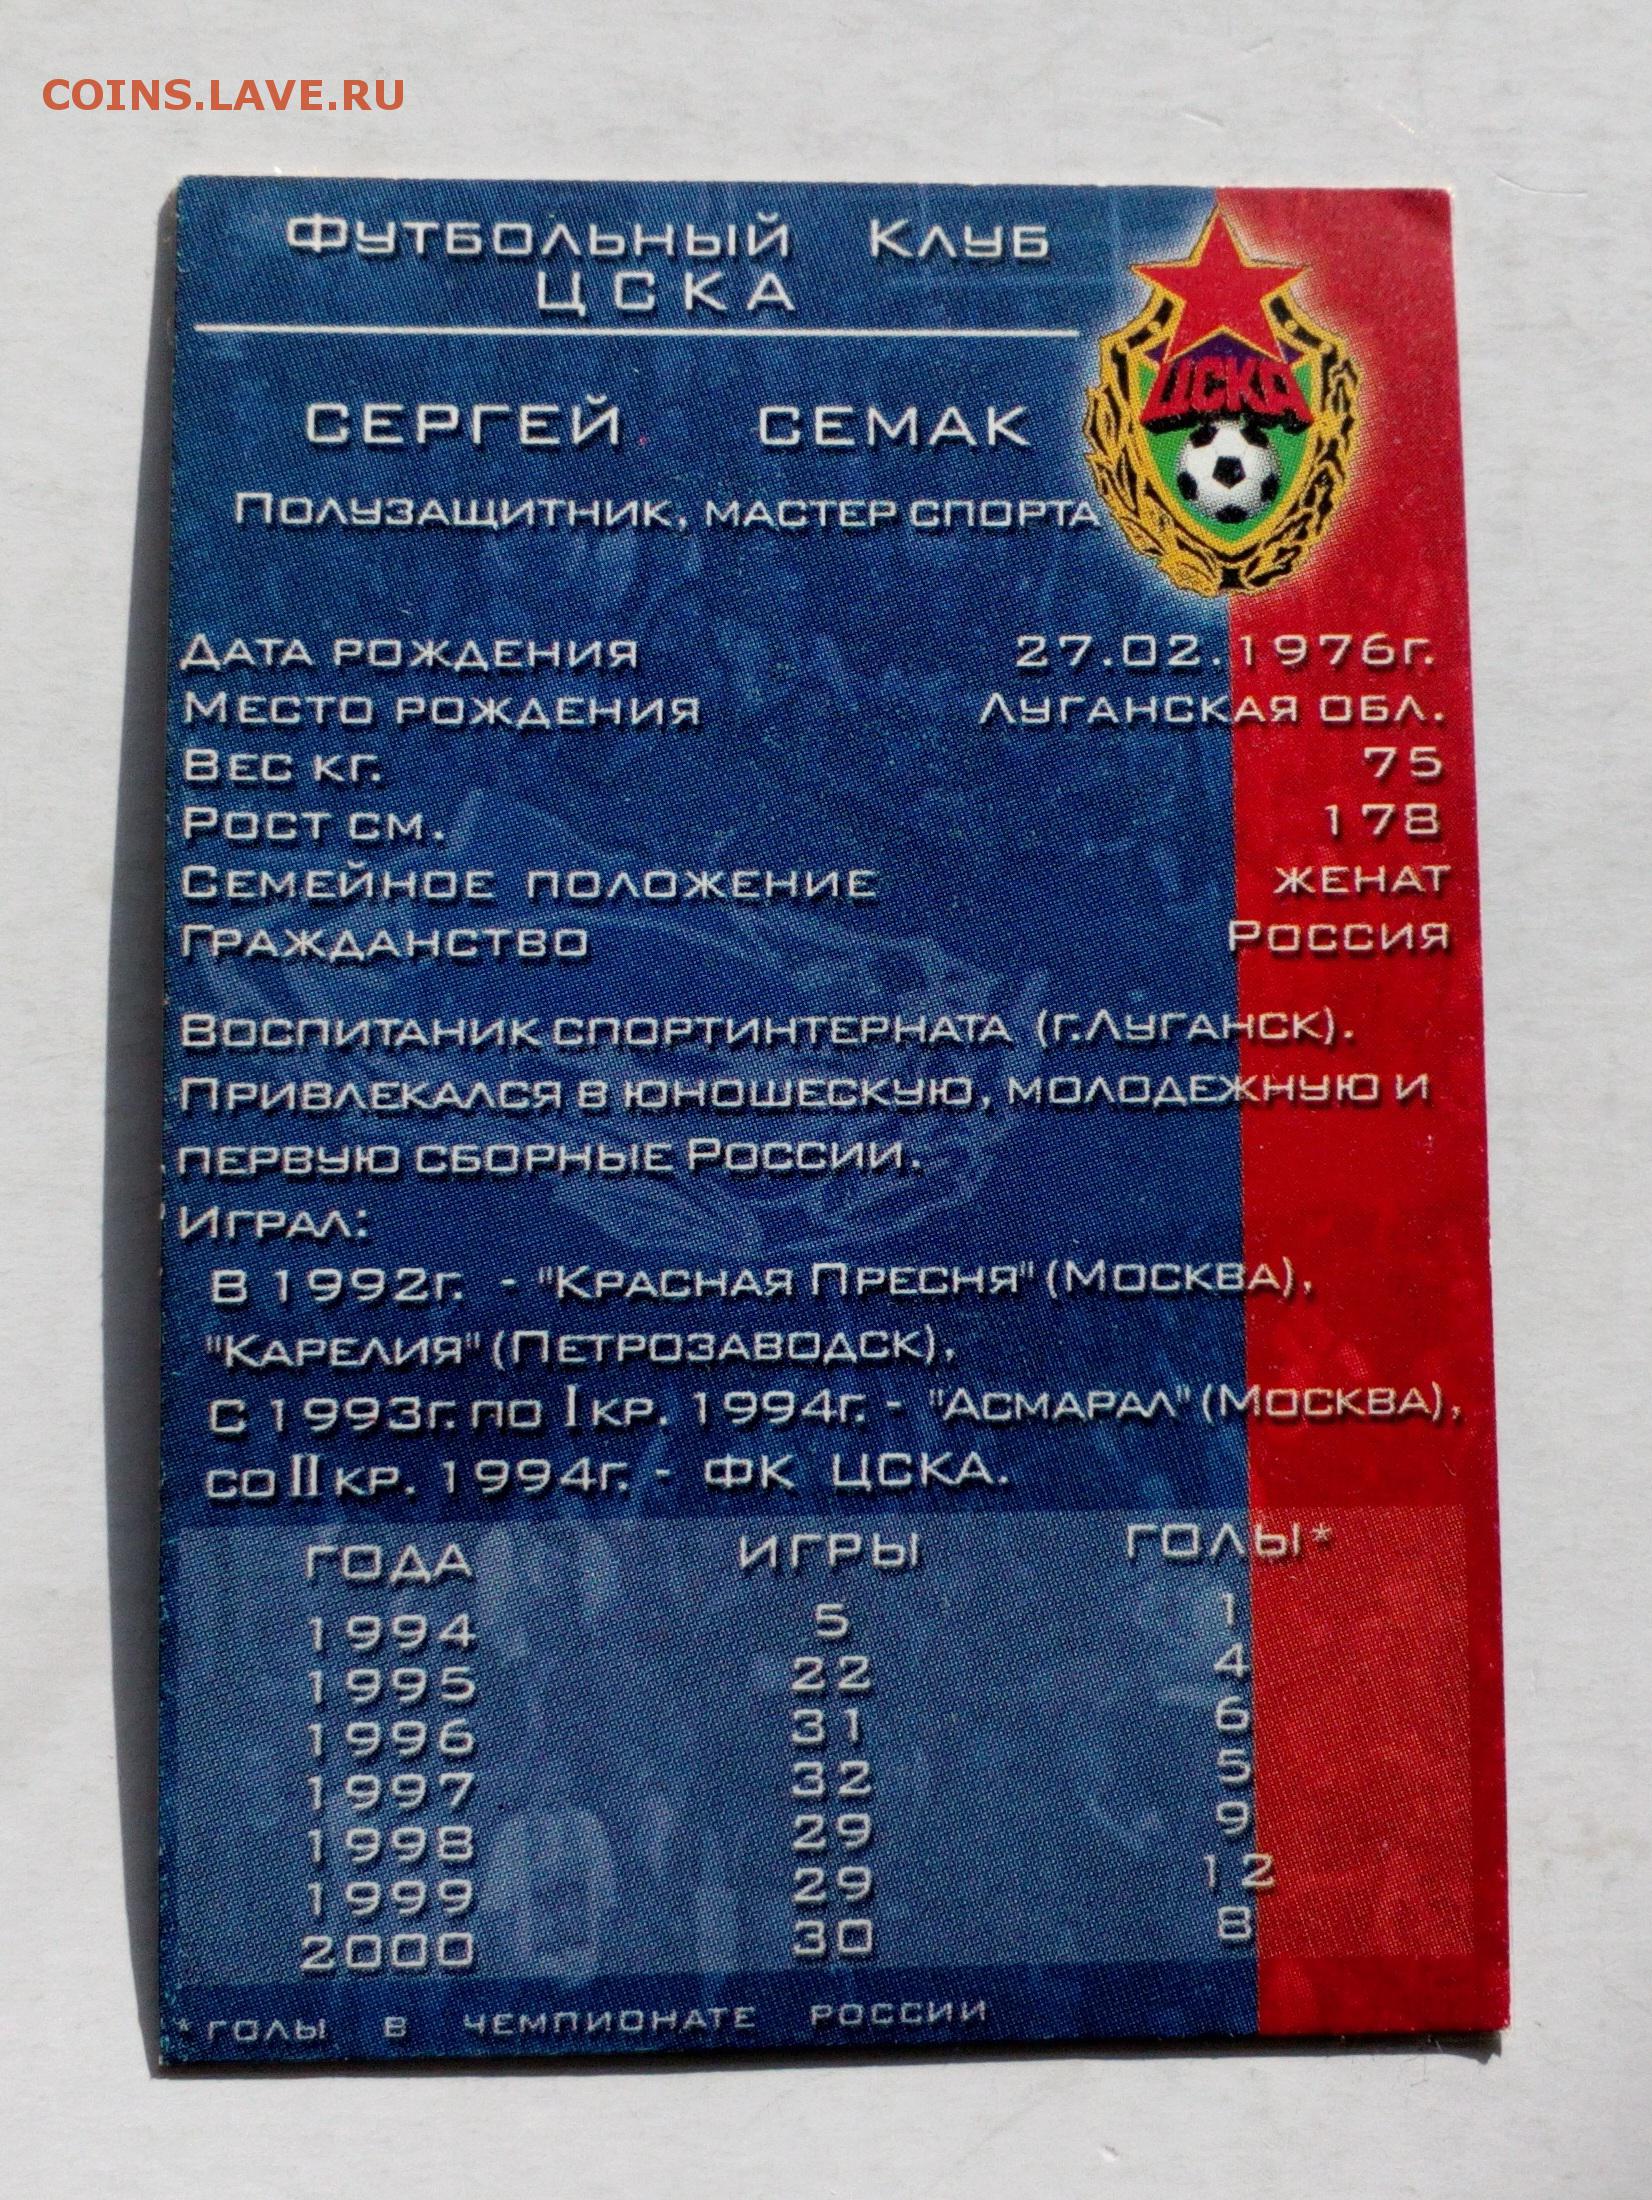 COINS.LAVE.RU
Футбольный Клуб
ЦСКА
ЦСКА
СЕРГЕЙ СЕМАК
Полузащитник, мастер спорта
Дата рождения 27.02.1976г.
Место рождения Луганская обл.
Вес кг. 75
Рост см. 178
Семейное положение женат
Гражданство Россия
Воспитаник спортинтерната (г.Луганск).
Привлекался в юношескую, молодежную и
первую сборные России.
Играл:
в 1992г. - "Красная Пресня" (Москва),
"Карелия" (Петрозаводск),
с 1993г. по I кр. 1994г. - "Асмарал" (Москва),
со II кр. 1994г. - ФК ЦСКА.
ГОДА ИГРЫ ГОЛЫ*
1994 5 1
1995 22 4
1996 31 6
1997 32 5
1998 29 9
1999 29 12
2000 30 8
* голы в чемпионате россии